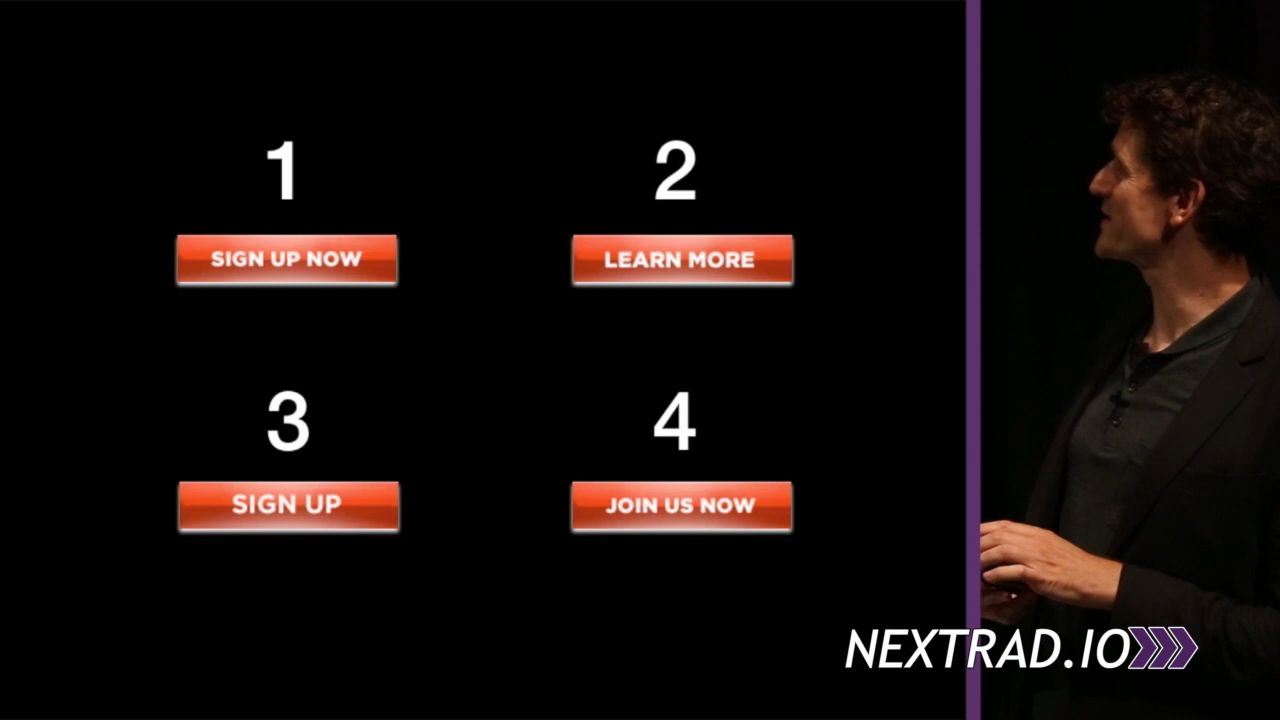 1
2
SIGN UP NOW
LEARN MORE
3
4
SIGN UP
JOIN US NOW
NEXTRAD.IO